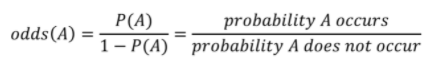 odds(A) = P(A) / 1 − P(A) = probability A occurs / probability A does not occur